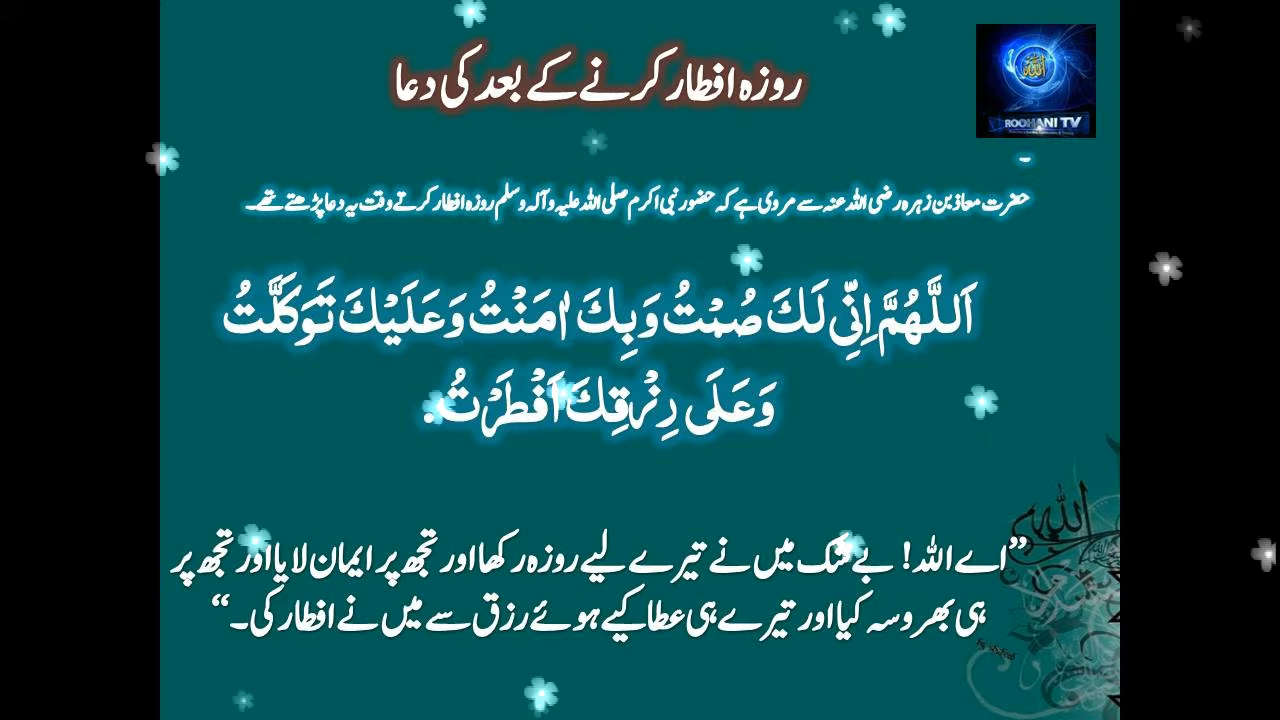 روزہ افطار کرنے کے بعد کی دعا
ROOHANI TV
۔
حضرت معاذ بن زہرہ رضی اللہ عنہ سے مروی ہے کہ حضور نبی اکرم صلی اللہ علیہ وآلہ وسلم روزہ افطار کرتے وقت یہ دعا پڑھتے تھے۔
اَللَّهُمَّ اِنِّی لَکَ صُمْتُ وَبِکَ اٰمَنْتُ وَعَلَيْکَ تَوَکَّلْتُ
وَعَلَی رِزْقِکَ اَفْطَرْتُ.
”اے اللہ! بے شک میں نے تیرے لیے روزہ رکھا اور تجھ پر ایمان لایا اور تجھ پر
ہی بھروسہ کیا اور تیرے ہی عطا کیے ہوئے رزق سے میں نے افطار کی۔“